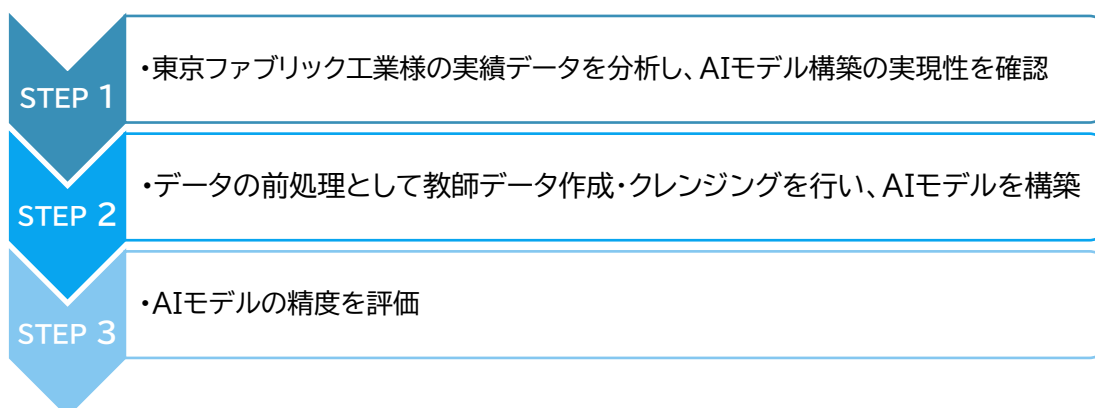 STEP 1
・東京ファブリック工業様の実績データを分析し、AIモデル構築の実現性を確認
STEP 2
・データの前処理として教師データ作成・クレンジングを行い、AIモデルを構築
STEP 3
・AIモデルの精度を評価